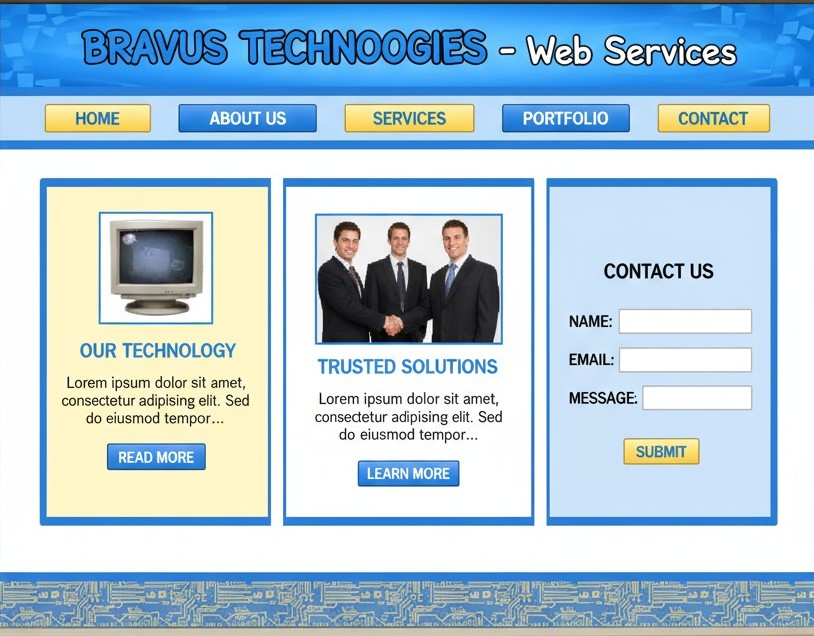 BRAVUS TECHNOOGIES - Web Services
HOME ABOUT US SERVICES PORTFOLIO CONTACT
OUR TECHNOLOGY
Lorem ipsum dolor sit amet,
consectetur adipising elit. Sed
do eiusmod tempor...
READ MORE
TRUSTED SOLUTIONS
Lorem ipsum dolor sit amet,
consectetur adipising elit. Sed
do eiusmod tempor...
LEARN MORE
CONTACT US
NAME:
EMAIL:
MESSAGE:
SUBMIT